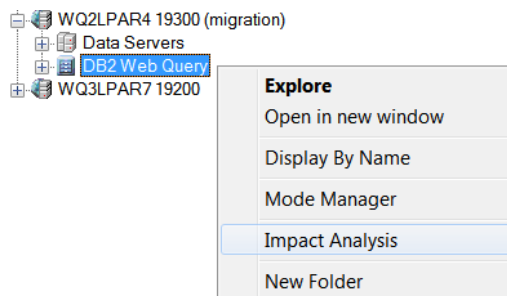 WQ2LPAR4 19300 (migration)
Data Servers
DB2 Web Query
WQ3LPAR7 19200
Explore
Open in new window
Display By Name
Mode Manager
Impact Analysis
New Folder